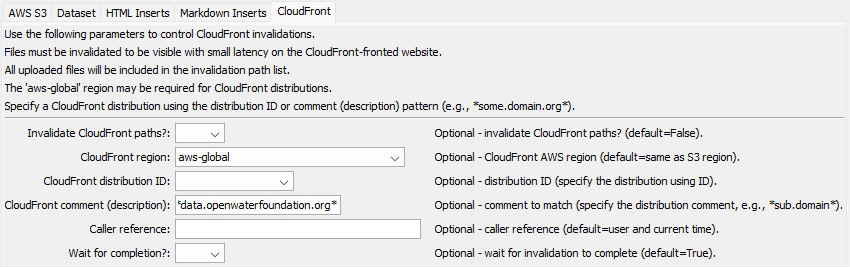 AWS S3 Dataset HTML Inserts Markdown Inserts CloudFront
Use the following parameters to control CloudFront invalidations.
Files must be invalidated to be visible with small latency on the CloudFront-fronted website.
All uploaded files will be included in the invalidation path list.
The 'aws-global' region may be required for CloudFront distributions.
Specify a CloudFront distribution using the distribution ID or comment (description) pattern (e.g., *some.domain.org*).
Invalidate CloudFront paths?: Optional - invalidate CloudFront paths? (default=False).
CloudFront region: aws-global Optional - CloudFront AWS region (default=same as S3 region).
CloudFront distribution ID: Optional - distribution ID (specify the distribution using ID).
CloudFront comment (description): *data.openwaterfoundation.org* Optional - comment to match (specify the distribution comment, e.g., *sub.domain*).
Caller reference: Optional - caller reference (default=user and current time).
Wait for completion?: Optional - wait for invalidation to complete (default=True).